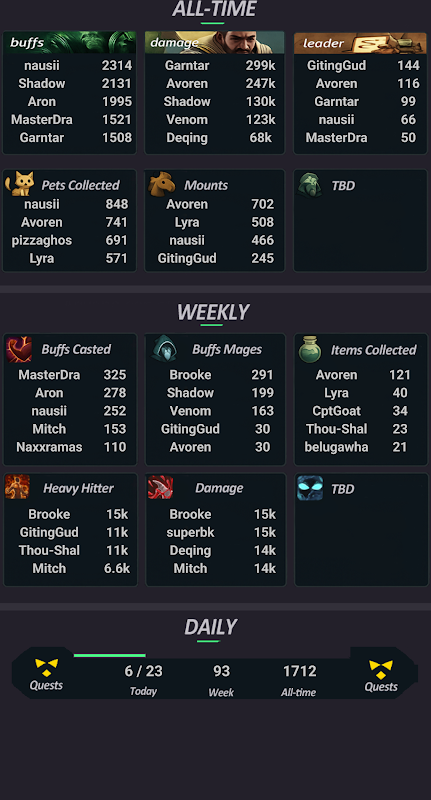 ALL-TIME
buffs damage leader
nausii 2314 Garntar 299k GitingGud 144
Shadow 2131 Avoren 247k Avoren 116
Aron 1995 Shadow 130k Garntar 99
MasterDra 1521 Venom 123k nausii 66
Garntar 1508 Deqing 68k MasterDra 50
Pets Collected Mounts TBD
nausii 848 Avoren 702
Avoren 741 Lyra 508
pizzaghos 691 nausii 466
Lyra 571 GitingGud 245
WEEKLY
Buffs Casted Buffs Mages Items Collected
MasterDra 325 Brooke 291 Avoren 121
Aron 278 Shadow 199 Lyra 40
nausii 252 Venom 163 CptGoat 34
Mitch 153 GitingGud 30 Thou-Shal 23
Naxxramas 110 Avoren 30 belugawha 21
Heavy Hitter Damage TBD
Brooke 15k Brooke 15k
GitingGud 11k superbk 15k
Thou-Shal 11k Deqing 14k
Mitch 6.6k Mitch 14k
DAILY
6 / 23 93 1712
Quests Today Week All-time Quests